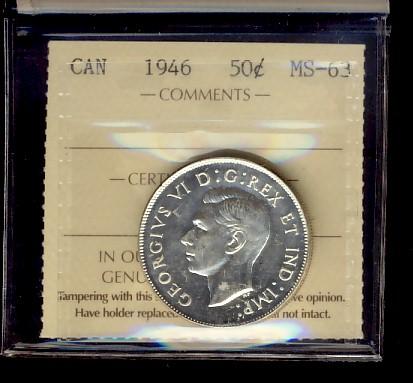 CAN 1946 50¢ MS-63
— COMMENTS —
— CERT
IN OU
GENU
Tampering with this ve opinion.
Have holder replace not intact.
GEORGIVS VI D:G:REX ET IND:IMP: